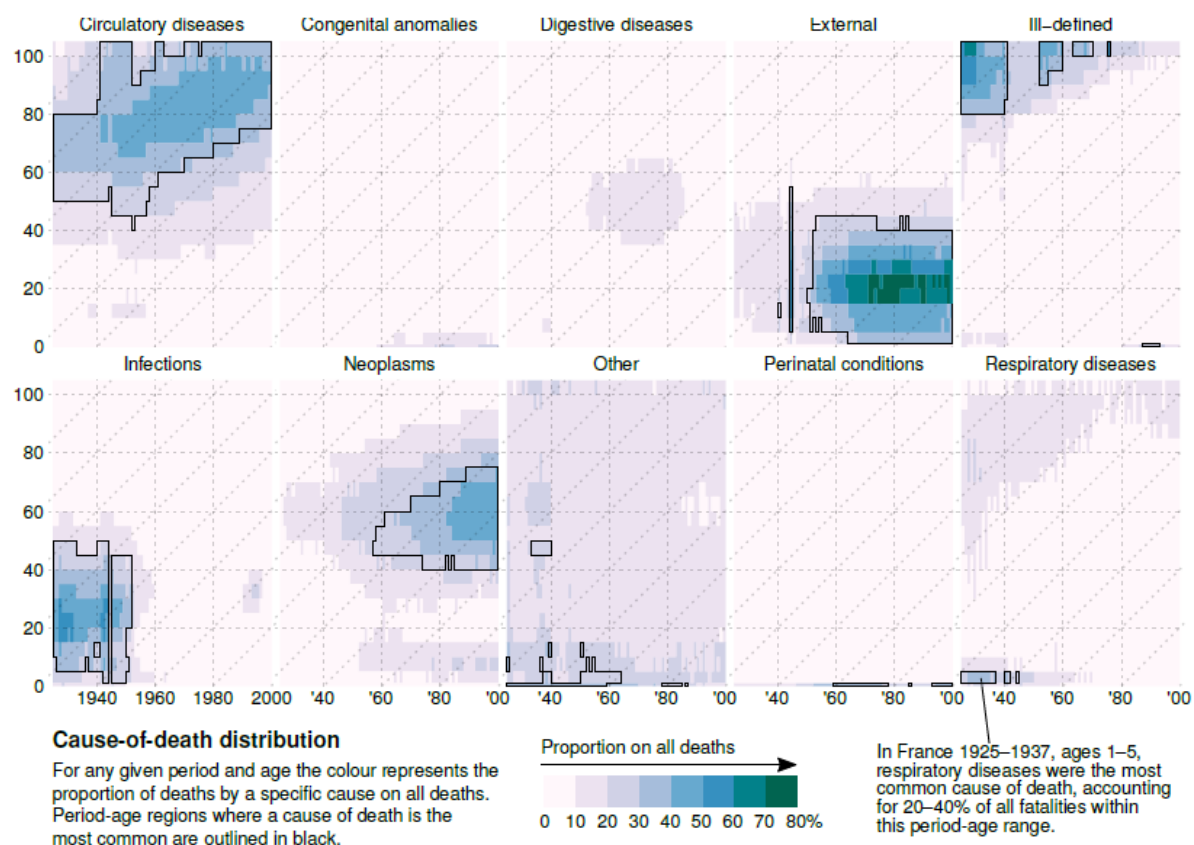 Circulatory diseases Congenital anomalies Digestive diseases External Ill–defined
100
80
60
40
20
0
Infections Neoplasms Other Perinatal conditions Respiratory diseases
100
80
60
40
20
0
1940 1960 1980 2000 '40 '60 '80 '00 '40 '60 '80 '00 '40 '60 '80 '00 '40 '60 '80 '00
Cause-of-death distribution
For any given period and age the colour represents the
proportion of deaths by a specific cause on all deaths.
Period-age regions where a cause of death is the
most common are outlined in black.
Proportion on all deaths
0 10 20 30 40 50 60 70 80%
In France 1925–1937, ages 1–5,
respiratory diseases were the most
common cause of death, accounting
for 20–40% of all fatalities within
this period-age range.